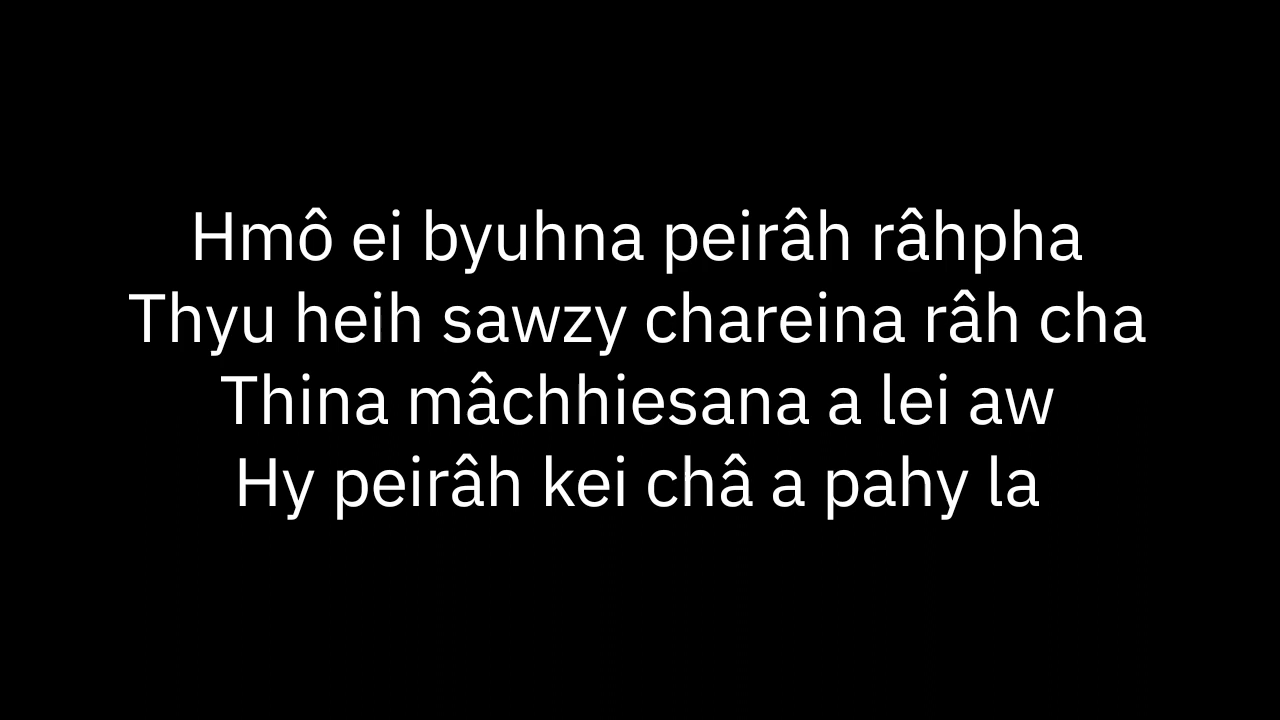 Hmô ei byuhna peirâh râhpha
Thyu heih sawzy chareina râh cha
Thina mâchhiesana a lei aw
Hy peirâh kei châ a pahy la